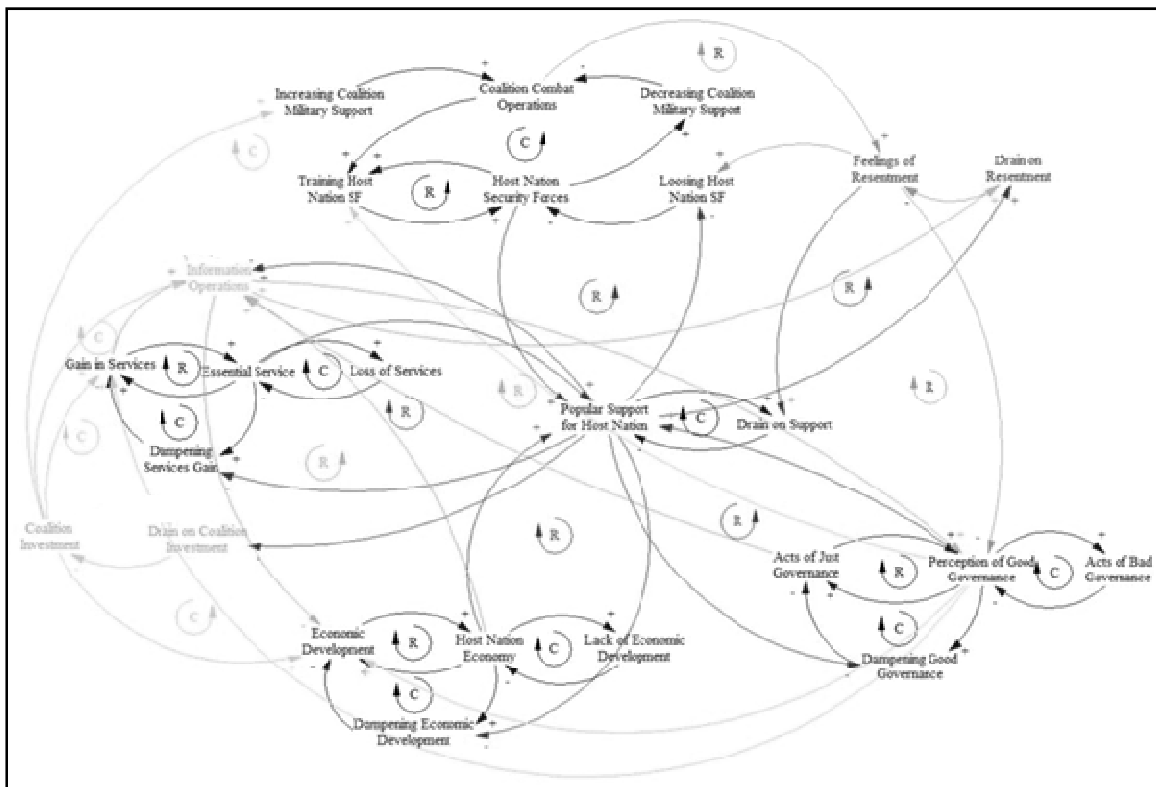 R
Increasing Coalition
Military Support
Coalition Combat
Operations
Decreasing Coalition
Military Support
C
C
Training Host
Nation SF
R
Host Nation
Security Forces
Loosing Host
Nation SF
Feelings of
Resentment
Drain on
Resentment
Information
Operations
R
R
C
Gain in Services
R
Essential Service
C
Loss of Services
R
R
R
Popular Support
for Host Nation
C
Drain on Support
C
C
Dampening
Services Gain
R
Coalition
Investment
Drain on Coalition
Investment
R
R
Acts of Just
Governance
R
Perception of Good
Governance
C
Acts of Bad
Governance
C
C
Dampening Good
Governance
Economic
Development
R
Host Nation
Economy
C
Lack of Economic
Development
C
Dampening Economic
Development